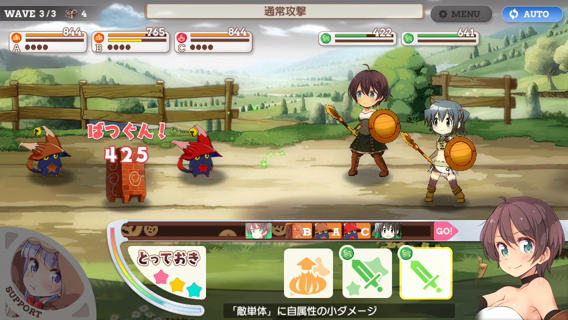 WAVE 3/3
4
通常攻撃
MENU
AUTO
844
765
844
422
641
A
B
C
ばつぐん!
425
B
A
C
GO!
とっておき
SUPPORT
「敵単体」に自属性の小ダメージ